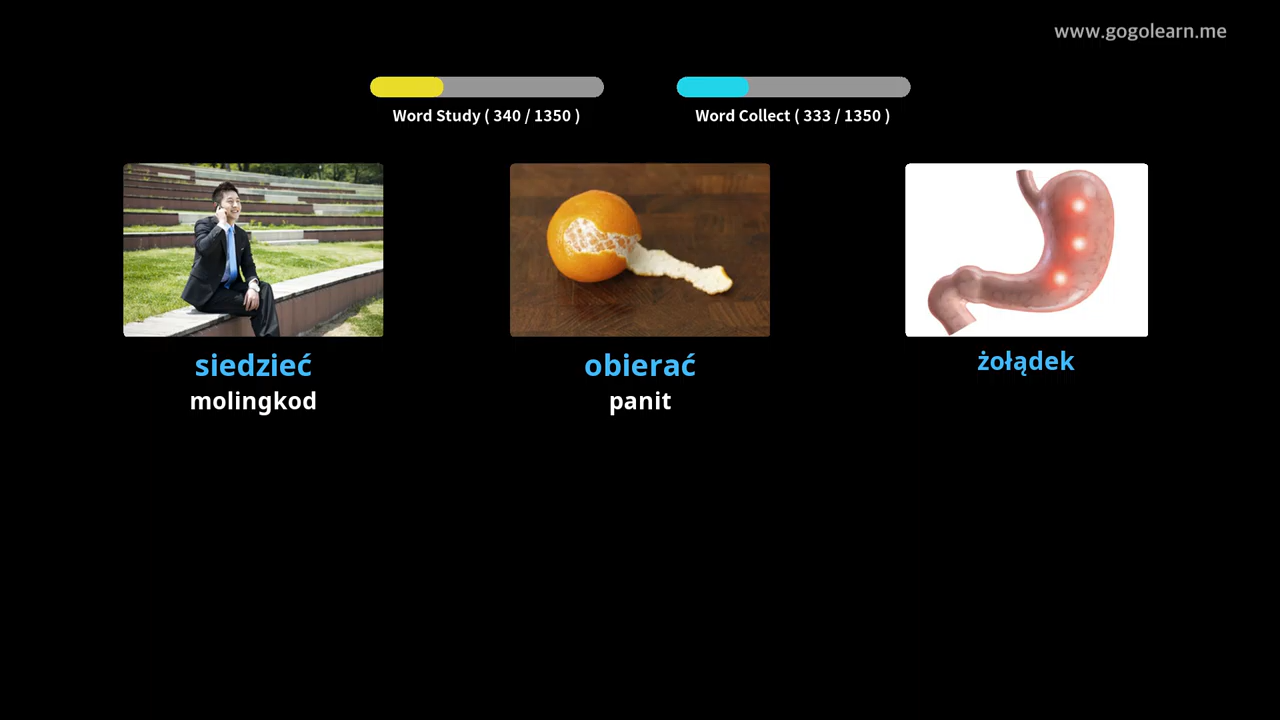 www.gogolearn.me
Word Study ( 340 / 1350 )
Word Collect ( 333 / 1350 )
siedzieć
molingkod
obierać
panit
żołądek